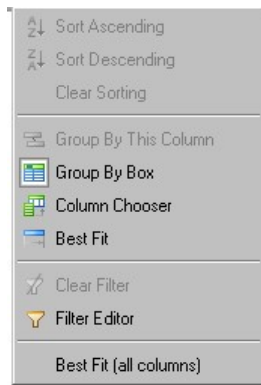 Sort Ascending
Sort Descending
Clear Sorting
Group By This Column
Group By Box
Column Chooser
Best Fit
Clear Filter
Filter Editor
Best Fit (all columns)